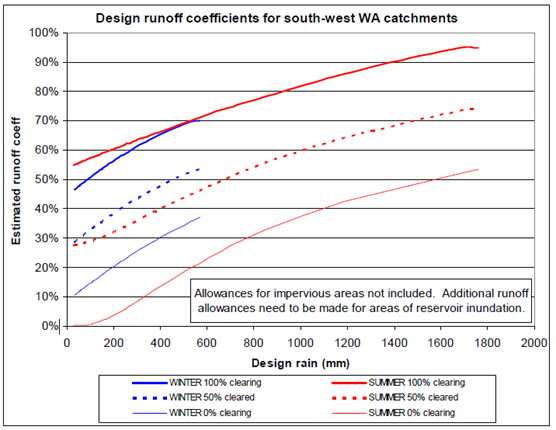 Design runoff coefficients for south-west WA catchments
100%
90%
80%
70%
60%
50%
40%
30%
20%
10%
0%
Estimated runoff coeff
Allowances for impervious areas not included. Additional runoff
allowances need to be made for areas of reservoir inundation.
0 200 400 600 800 1000 1200 1400 1600 1800 2000
Design rain (mm)
WINTER 100% clearing SUMMER 100% clearing
WINTER 50% cleared SUMMER 50% cleared
WINTER 0% clearing SUMMER 0% clearing